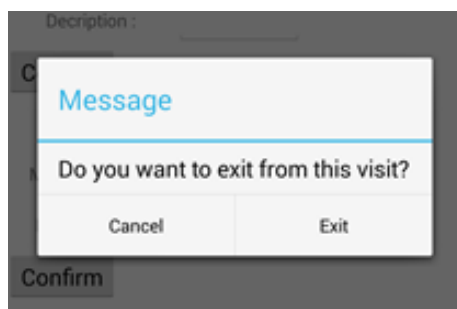 Decription :
C
Message
Do you want to exit from this visit?
Cancel
Exit
Confirm